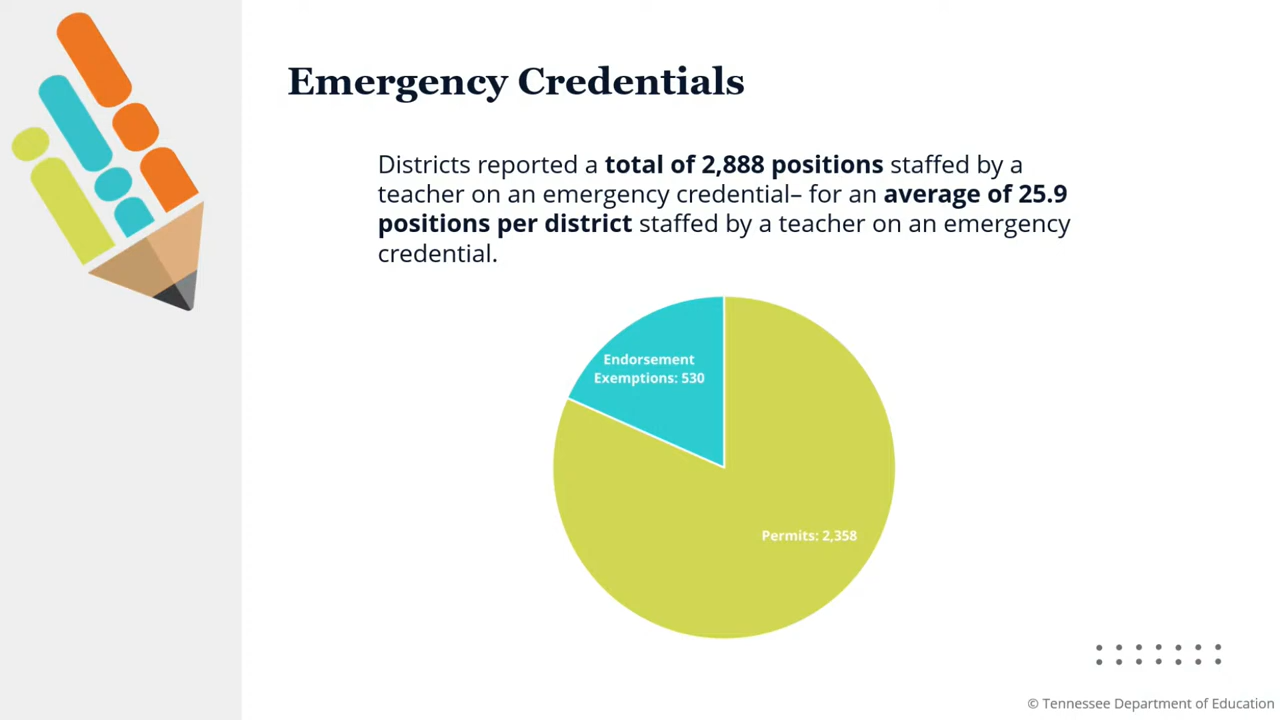 Emergency Credentials
Districts reported a total of 2,888 positions staffed by a
teacher on an emergency credential– for an average of 25.9
positions per district staffed by a teacher on an emergency
credential.
Endorsement
Exemptions: 530
Permits: 2,358
© Tennessee Department of Education